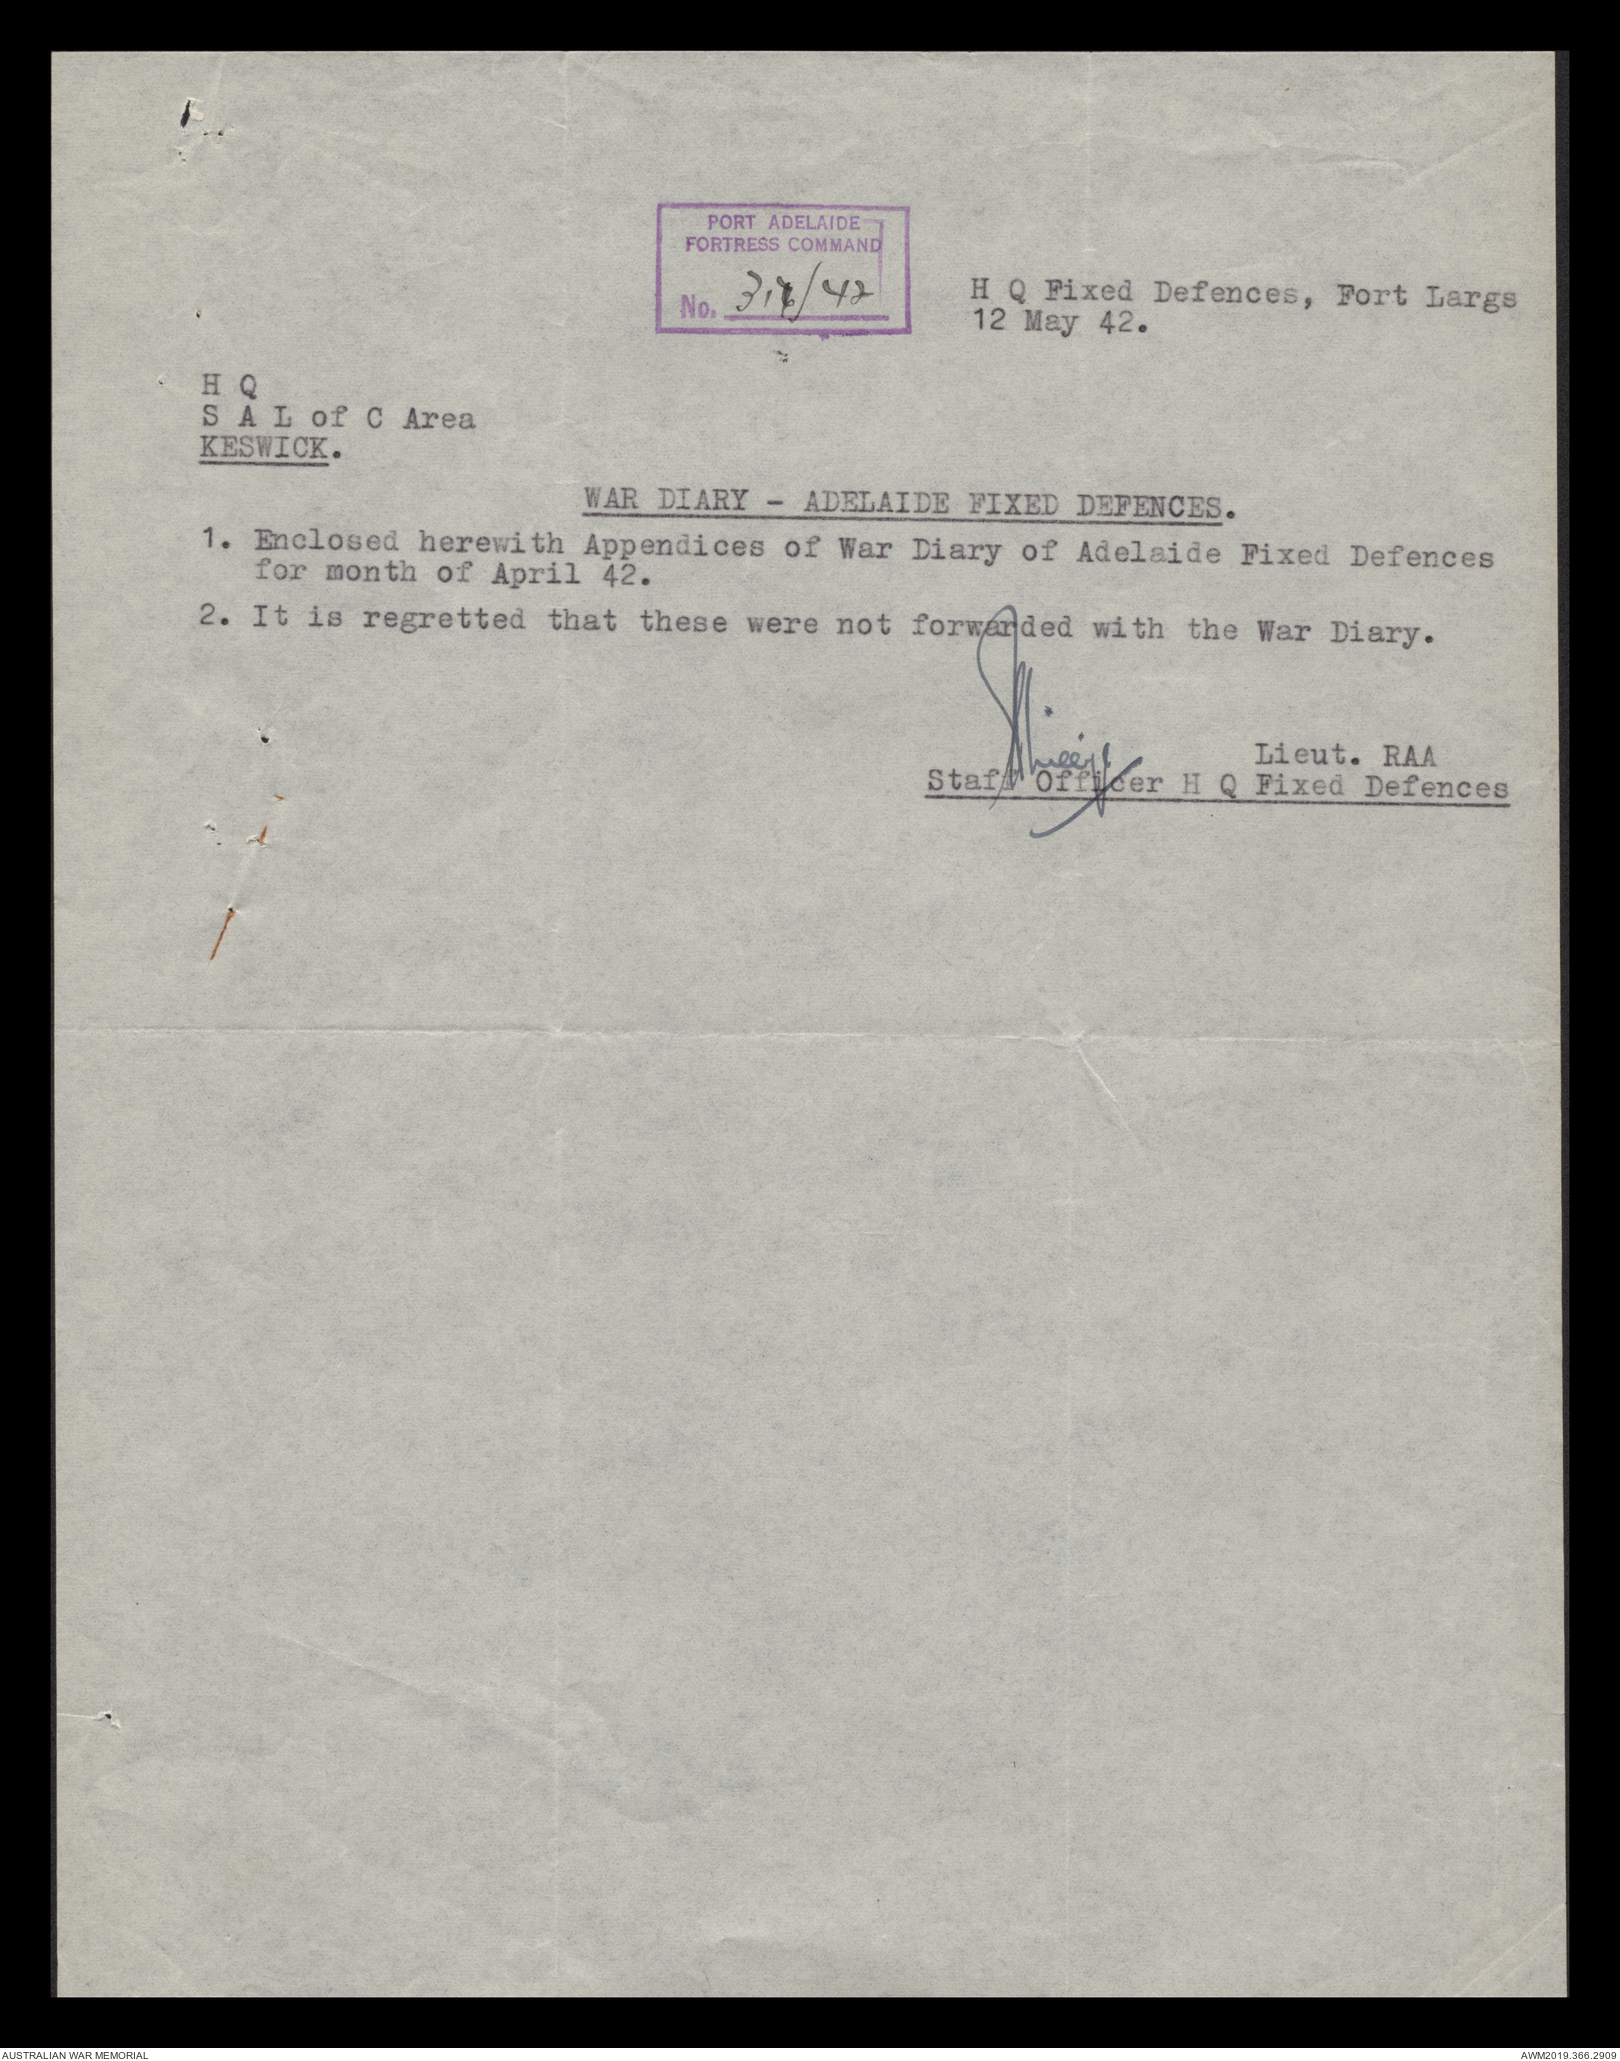 PORT ADELAIDE
FORTRESS COMMAND
No.
H Q Fixed Defences, Fort Largs
12 May 42.
H Q
S A L of C Area
KESWICK.
WAR DIARY - ADELAIDE FIXED DEFENCES.
1. Enclosed herewith Appendices of War Diary of Adelaide Fixed Defences
for month of April 42.
2. It is regretted that these were not forwarded with the War Diary.
Lieut. RAA
Staff Officer H Q Fixed Defences
AUSTRALIAN WAR MEMORIAL
AWM2019.366.2909